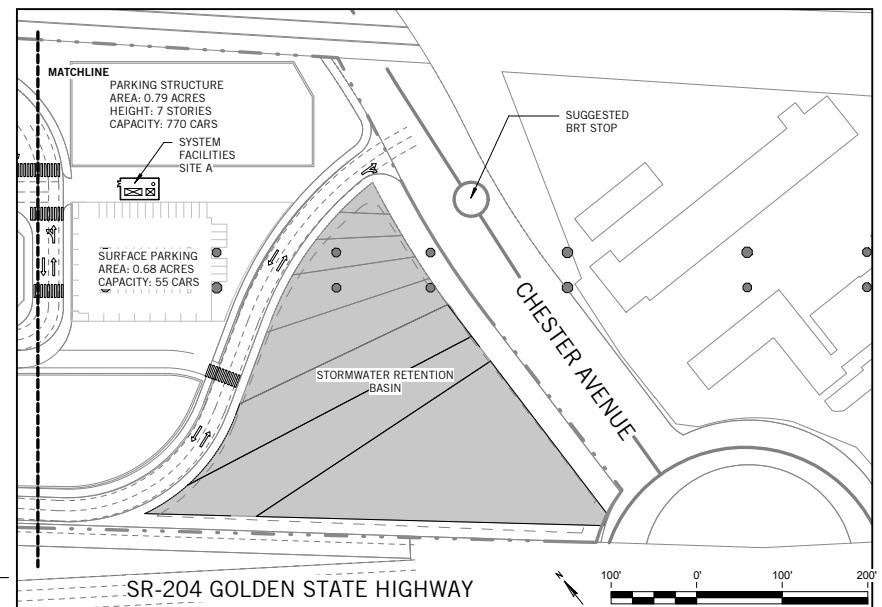 MATCHLINE
PARKING STRUCTURE
AREA: 0.79 ACRES
HEIGHT: 7 STORIES
CAPACITY: 770 CARS
SYSTEM
FACILITIES
SITE A
SUGGESTED
BRT STOP
SURFACE PARKING
AREA: 0.68 ACRES
CAPACITY: 55 CARS
CHESTER AVENUE
STORMWATER RETENTION
BASIN
SR-204 GOLDEN STATE HIGHWAY
N
100' 0' 100' 200'